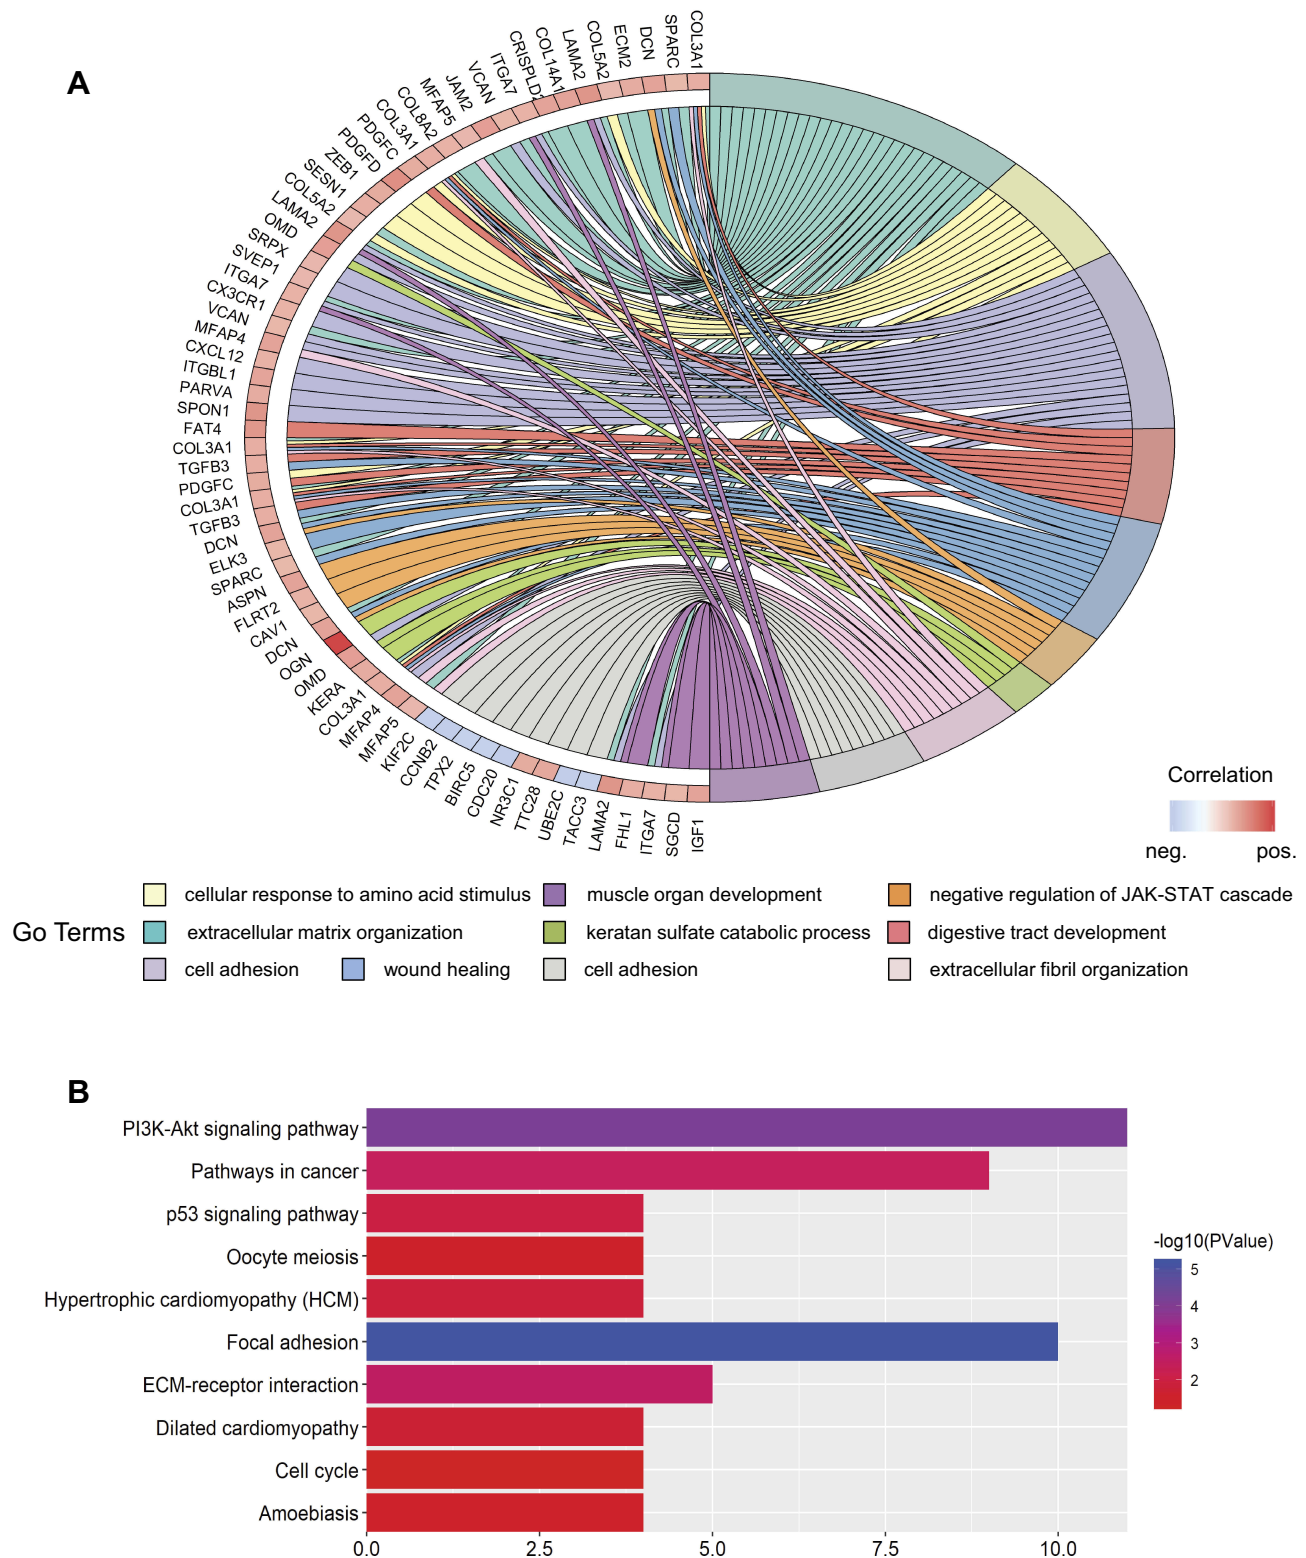 A
COL3A1
SPARC
DCN
ECM2
COL5A2
LAMA2
COL14A1
CRISPLD2
ITGA7
VCAN
JAM2
MFAP5
COL8A2
COL3A1
PDGFC
PDGFD
ZEB1
SESN1
COL5A2
LAMA2
OMD
SRPX
SVEP1
ITGA7
CX3CR1
VCAN
MFAP4
CXCL12
ITGBL1
PARVA
SPON1
FAT4
COL3A1
TGFB3
PDGFC
COL3A1
TGFB3
DCN
ELK3
SPARC
ASPN
FLRT2
CAV1
DCN
OGN
OMD
KERA
COL3A1
MFAP4
MFAP5
KIF2C
CCNB2
TPX2
BIRC5
CDC20
NR3C1
TTC28
UBE2C
TACC3
LAMA2
FHL1
ITGA7
SGCD
IGF1
Correlation
neg. pos.
Go Terms
cellular response to amino acid stimulus muscle organ development negative regulation of JAK-STAT cascade
extracellular matrix organization keratan sulfate catabolic process digestive tract development
cell adhesion wound healing cell adhesion extracellular fibril organization
B
PI3K-Akt signaling pathway
Pathways in cancer
p53 signaling pathway
Oocyte meiosis
Hypertrophic cardiomyopathy (HCM)
Focal adhesion
ECM-receptor interaction
Dilated cardiomyopathy
Cell cycle
Amoebiasis
0.0 2.5 5.0 7.5 10.0
-log10(PValue)
5
4
3
2